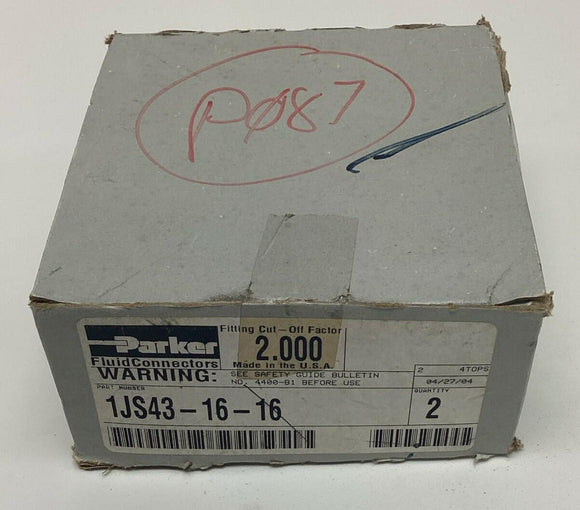 PØ87
Parker
FluidConnectors
Fitting Cut-Off Factor
2.000
Made in the U.S.A.
WARNING: SEE SAFETY GUIDE BULLETIN
NO. 4400-B1 BEFORE USE
2 4TOPS
04/27/04
PART NUMBER
QUANTITY
1JS43-16-16
2